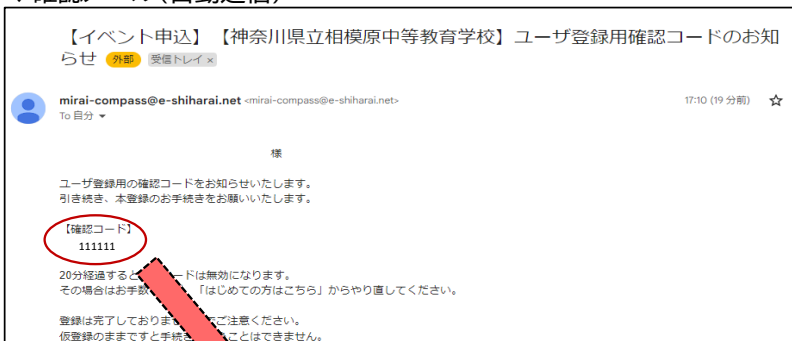 【イベント申込】【神奈川県立相模原中等教育学校】ユーザ登録用確認コードのお知
らせ 外部 受信トレイ×
mirai-compass@e-shiharai.net <mirai-compass@e-shiharai.net> 17:10 (19 分前)
To 自分
様
ユーザ登録用の確認コードをお知らせいたします。
引き続き、本登録のお手続きをお願いいたします。
【確認コード】
111111
20分経過すると ードは無効になります。
その場合はお手数 「はじめての方はこちら」からやり直してください。
登録は完了しておりま でご注意ください。
仮登録のままですと手続き ことはできません。